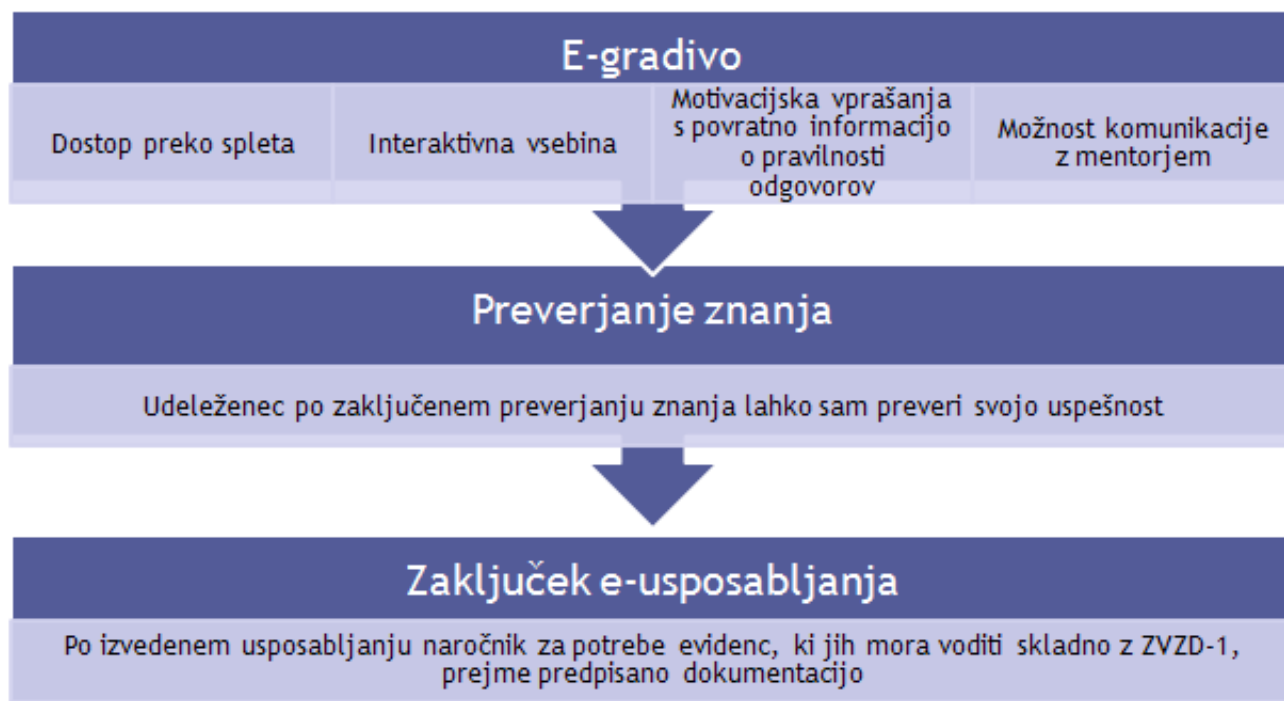 E-gradivo
Dostop preko spleta
Interaktivna vsebina
Motivacijska vprašanja
s povratno informacijo
o pravilnosti
odgovorov
Možnost komunikacije
z mentorjem
Preverjanje znanja
Udeleženec po zaključenem preverjanju znanja lahko sam preveri svojo uspešnost
Zaključek e-usposabljanja
Po izvedenem usposabljanju naročnik za potrebe evidenc, ki jih mora voditi skladno z ZVZD-1,
prejme predpisano dokumentacijo